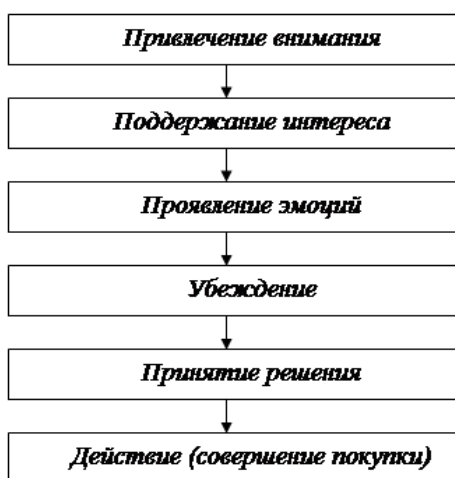 Привлечение внимания
Поддержание интереса
Проявление эмоций
Убеждение
Принятие решения
Действие (совершение покупки)